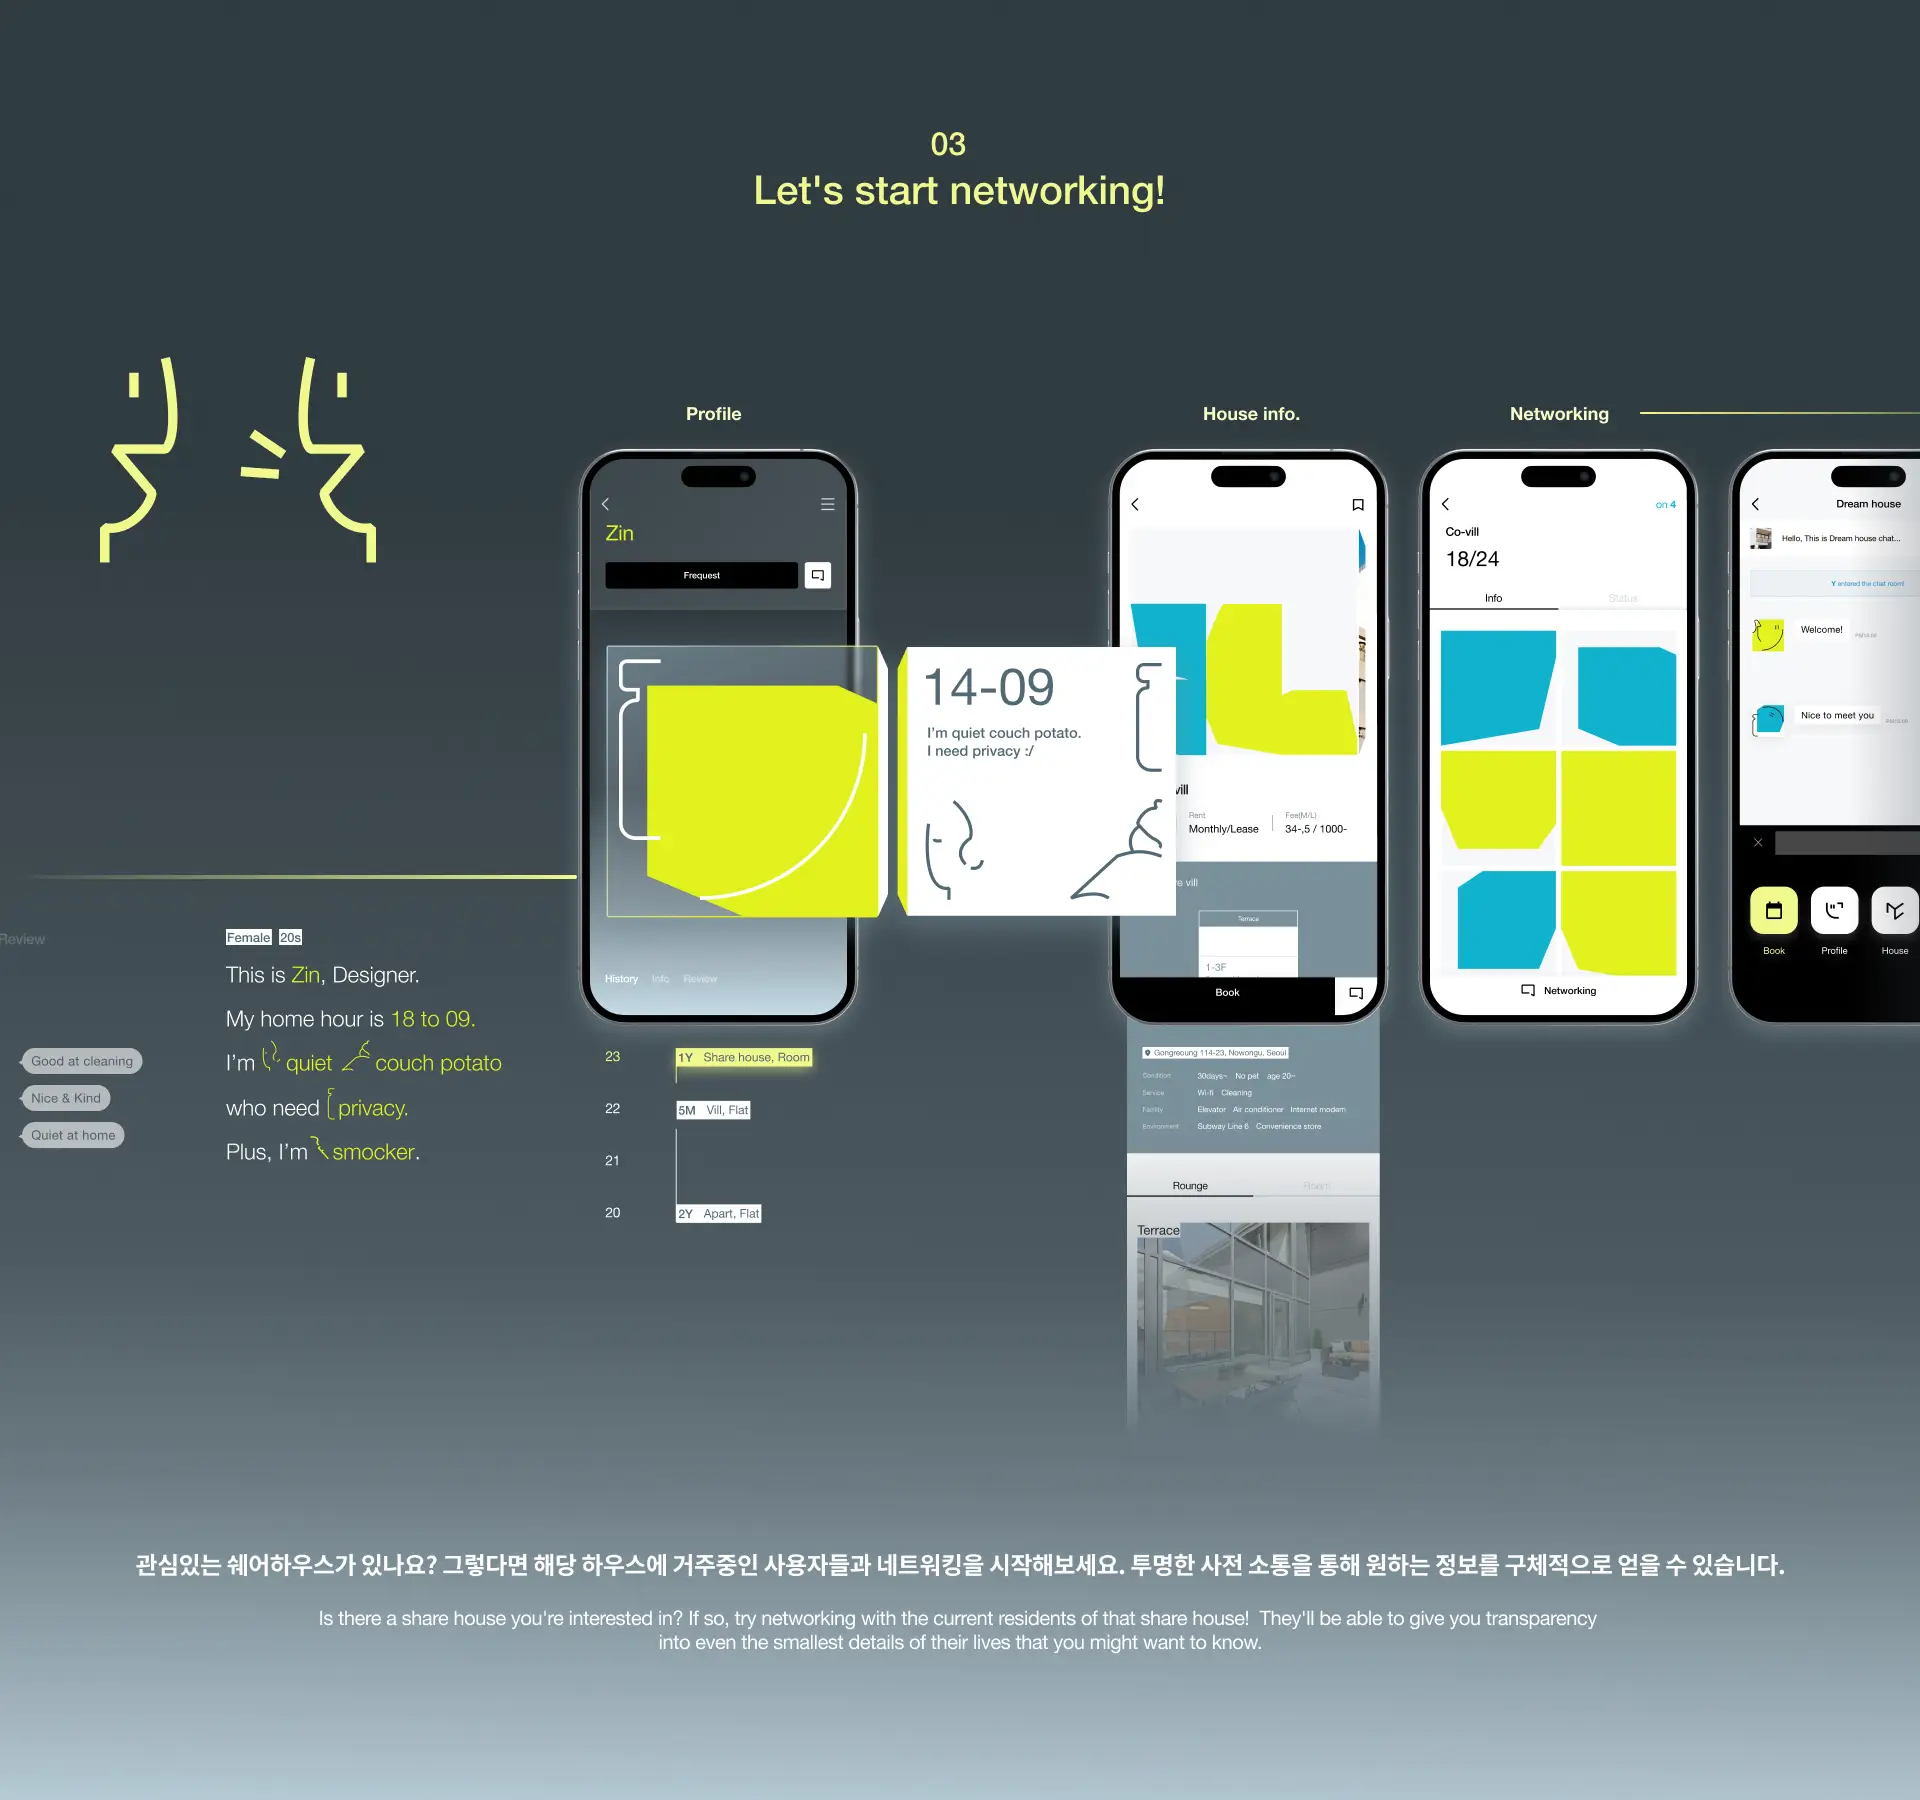 03
Let's start networking!
Profile
House info.
Networking
Zin
Frequest
History Info Review
14-09
I'm quiet couch potato.
I need privacy :/
vill
Rent
Monthly/Lease
Fee(M/L)
34-,5 / 1000-
e vill
Terrace
1-3F
Book
on 4
Co-vill
18/24
Info Status
Networking
Dream house
Hello, This is Dream house chat...
Y entered the chat room!
Welcome!
Nice to meet you
Book Profile House
Review
Good at cleaning
Nice & Kind
Quiet at home
Female 20s
This is Zin, Designer.
My home hour is 18 to 09.
I'm quiet couch potato
who need privacy.
Plus, I'm smocker.
23 1Y Share house, Room
22 5M Vill, Flat
21
20 2Y Apart, Flat
Gongreoung 114-23, Nowongu, Seoul
Condition 30days~ No pet age 20~
Service Wi-fi Cleaning
Facility Elevator Air conditioner Internet modem
Environment Subway Line 6 Convenience store
Rounge Room
Terrace
관심있는 쉐어하우스가 있나요? 그렇다면 해당 하우스에 거주중인 사용자들과 네트워킹을 시작해보세요. 투명한 사전 소통을 통해 원하는 정보를 구체적으로 얻을 수 있습니다.
Is there a share house you're interested in? If so, try networking with the current residents of that share house! They'll be able to give you transparency
into even the smallest details of their lives that you might want to know.